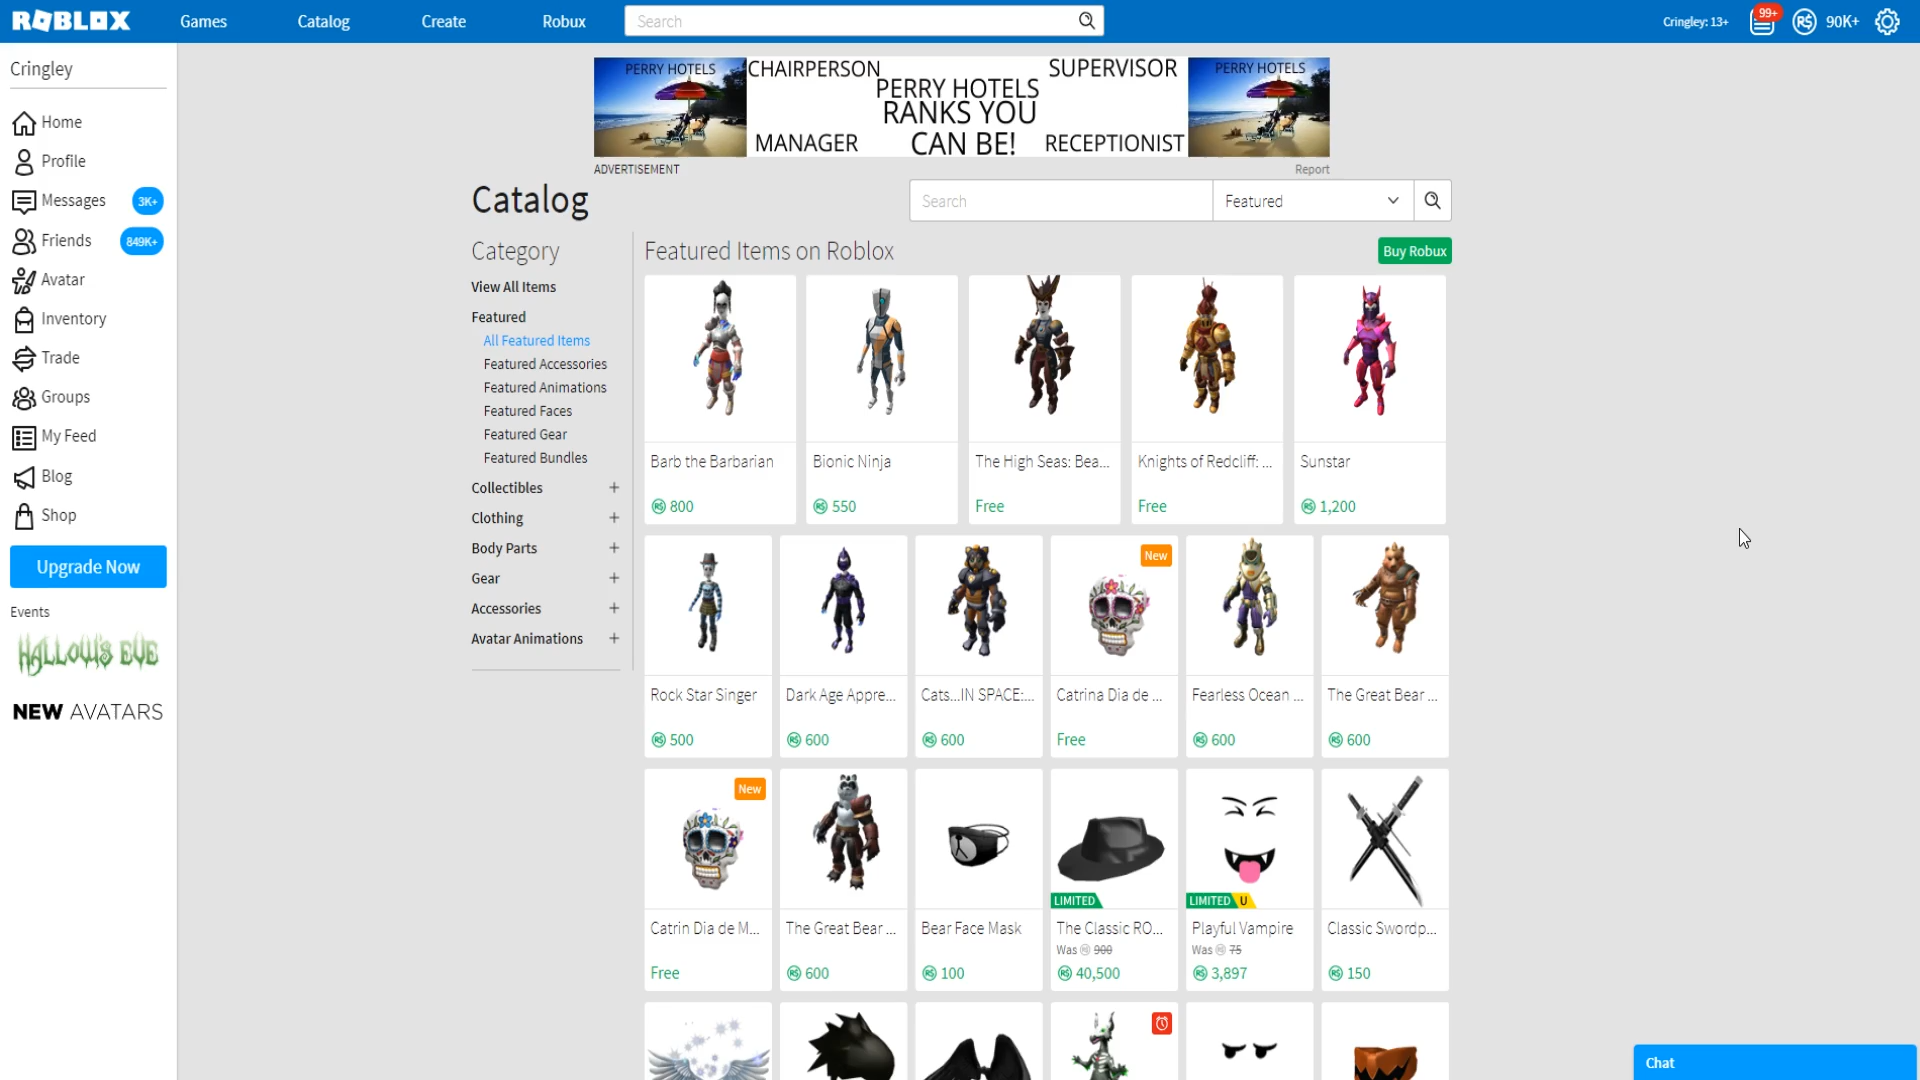 ROBLOX
Games
Catalog
Create
Robux
Search
Cringley: 13+
99+
90K+
Cringley
Home
Profile
Messages
3K+
Friends
849K+
Avatar
Inventory
Trade
Groups
My Feed
Blog
Shop
Upgrade Now
Events
HALLOW'S EVE
NEW AVATARS
PERRY HOTELS
CHAIRPERSON
MANAGER
PERRY HOTELS
RANKS YOU
CAN BE!
SUPERVISOR
RECEPTIONIST
PERRY HOTELS
ADVERTISEMENT
Report
Catalog
Search
Featured
Category
View All Items
Featured
All Featured Items
Featured Accessories
Featured Animations
Featured Faces
Featured Gear
Featured Bundles
Collectibles +
Clothing +
Body Parts +
Gear +
Accessories +
Avatar Animations +
Featured Items on Roblox
Buy Robux
Barb the Barbarian
R$ 800
Bionic Ninja
R$ 550
The High Seas: Bea...
Free
Knights of Redcliff: ...
Free
Sunstar
R$ 1,200
Rock Star Singer
R$ 500
Dark Age Appre...
R$ 600
Cats...IN SPACE:...
R$ 600
New
Catrina Dia de ...
Free
Fearless Ocean ...
R$ 600
The Great Bear ...
R$ 600
New
Catrin Dia de M...
Free
The Great Bear ...
R$ 600
Bear Face Mask
R$ 100
LIMITED
The Classic RO...
Was R$ 900
R$ 40,500
LIMITED U
Playful Vampire
Was R$ 75
R$ 3,897
Classic Swordp...
R$ 150
Chat